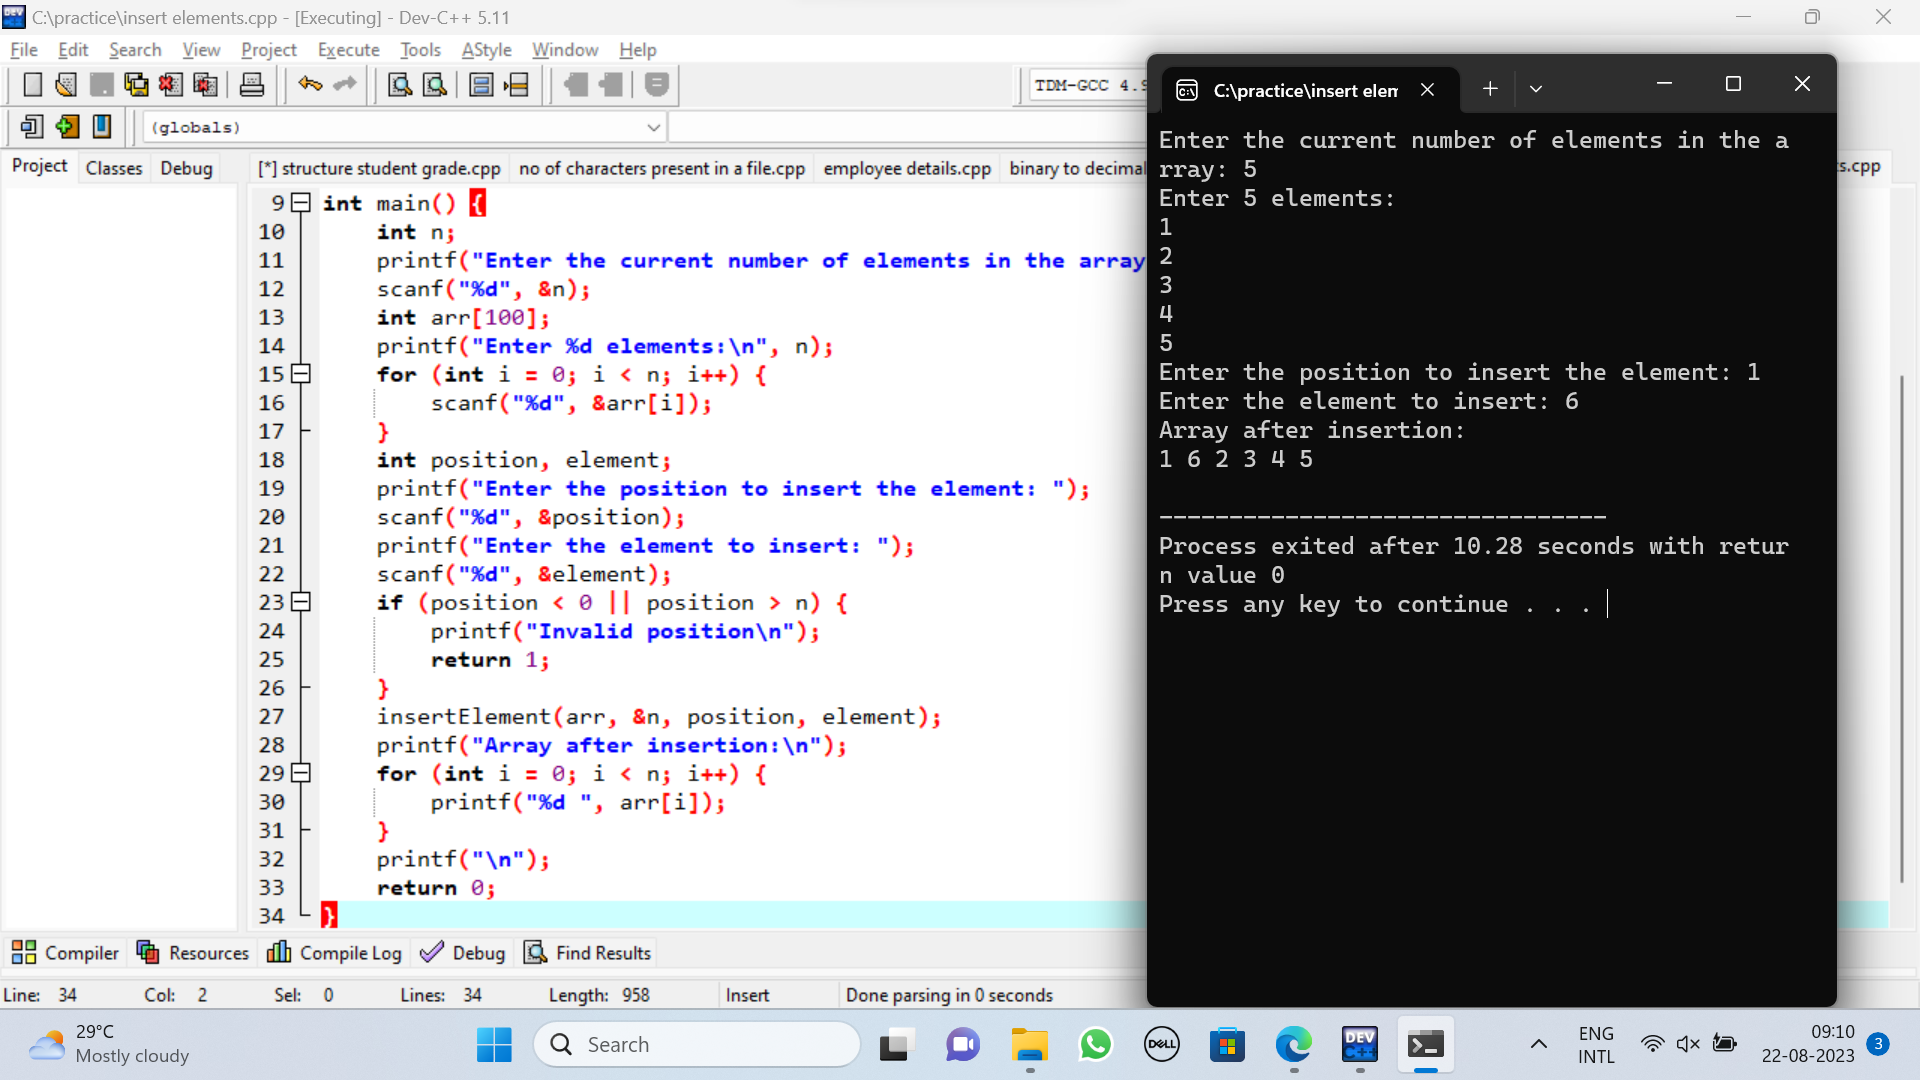 C:\practice\insert elements.cpp - [Executing] - Dev-C++ 5.11
File Edit Search View Project Execute Tools AStyle Window Help
TDM-GCC 4.9
(globals)
Project Classes Debug
[*] structure student grade.cpp no of characters present in a file.cpp employee details.cpp binary to decimal s.cpp
9 int main() {
10 int n;
11 printf("Enter the current number of elements in the array
12 scanf("%d", &n);
13 int arr[100];
14 printf("Enter %d elements:\n", n);
15 for (int i = 0; i < n; i++) {
16 scanf("%d", &arr[i]);
17 }
18 int position, element;
19 printf("Enter the position to insert the element: ");
20 scanf("%d", &position);
21 printf("Enter the element to insert: ");
22 scanf("%d", &element);
23 if (position < 0 || position > n) {
24 printf("Invalid position\n");
25 return 1;
26 }
27 insertElement(arr, &n, position, element);
28 printf("Array after insertion:\n");
29 for (int i = 0; i < n; i++) {
30 printf("%d ", arr[i]);
31 }
32 printf("\n");
33 return 0;
34 }
C:\practice\insert elem
Enter the current number of elements in the a
rray: 5
Enter 5 elements:
1
2
3
4
5
Enter the position to insert the element: 1
Enter the element to insert: 6
Array after insertion:
1 6 2 3 4 5
--------------------------------
Process exited after 10.28 seconds with retur
n value 0
Press any key to continue . . .
Compiler Resources Compile Log Debug Find Results
Line: 34 Col: 2 Sel: 0 Lines: 34 Length: 958 Insert Done parsing in 0 seconds
29°C
Mostly cloudy
Search
DELL
DEV C++
ENG
INTL
09:10
22-08-2023
3